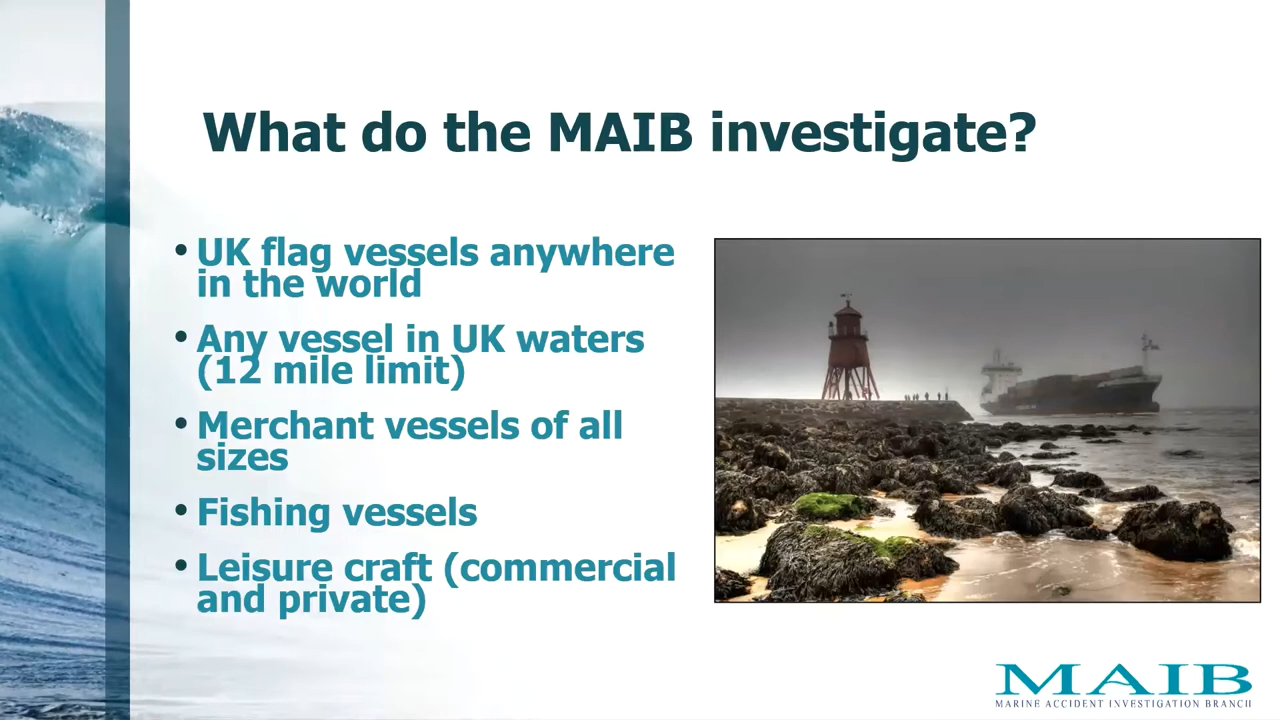 What do the MAIB investigate?
• UK flag vessels anywhere
in the world
• Any vessel in UK waters
(12 mile limit)
• Merchant vessels of all
sizes
• Fishing vessels
• Leisure craft (commercial
and private)
MAIB
MARINE ACCIDENT INVESTIGATION BRANCH